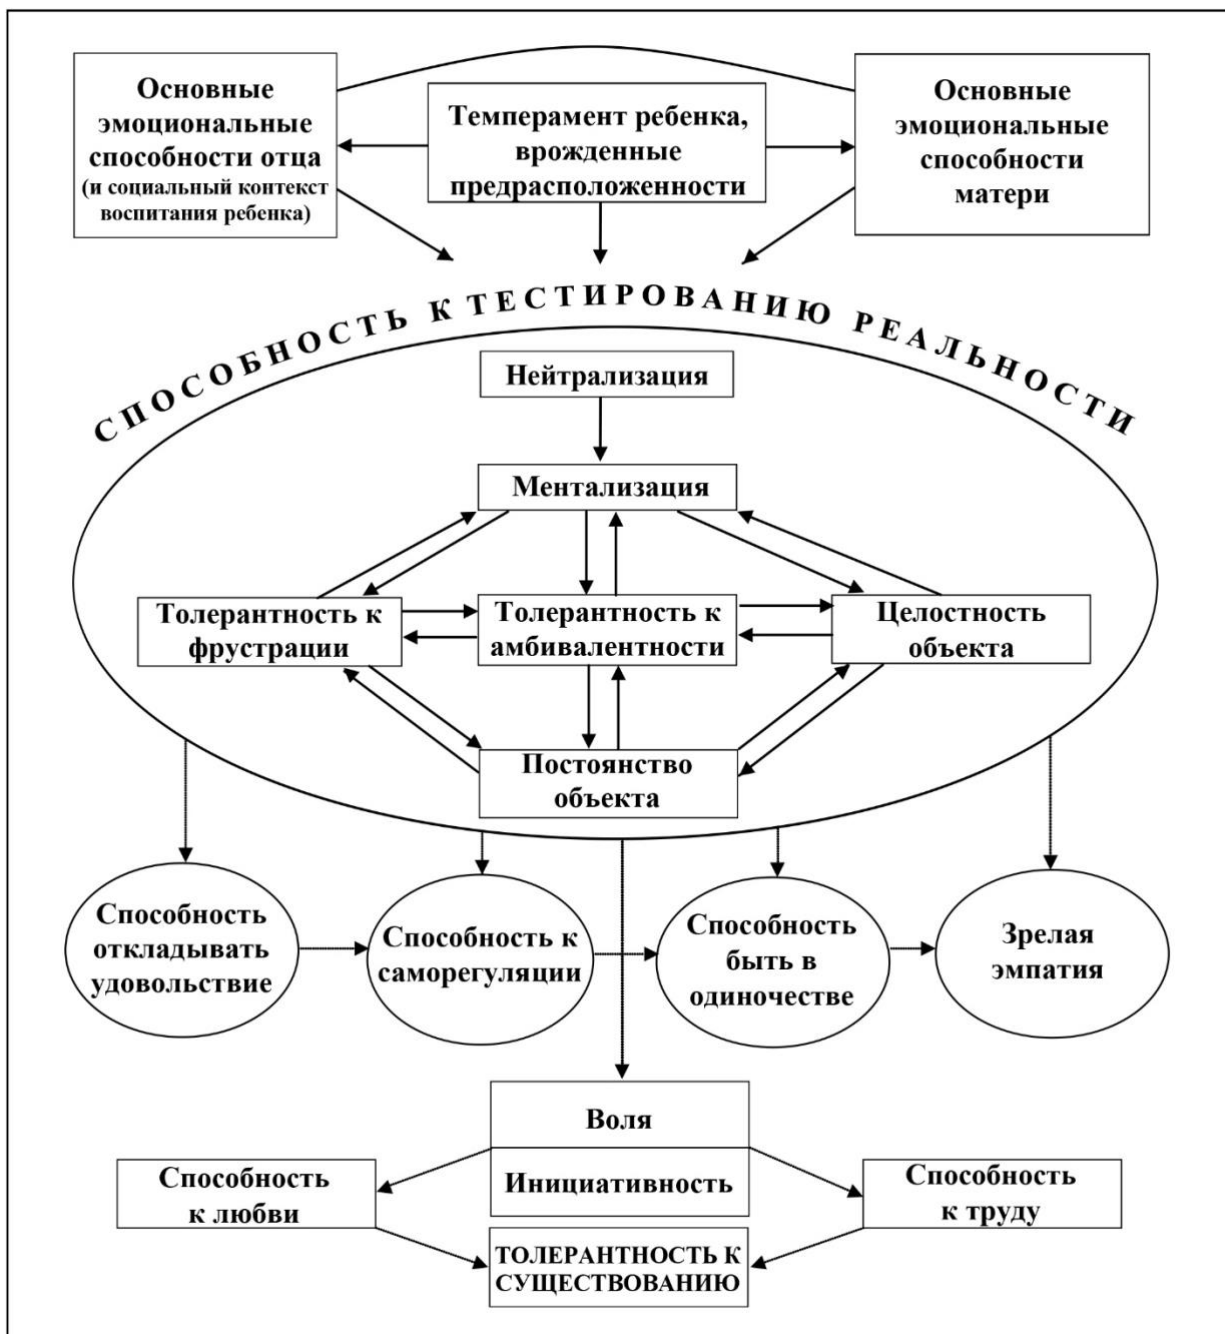 Основные
эмоциональные
способности отца
(и социальный контекст
воспитания ребенка)
Темперамент ребенка,
врожденные
предрасположенности
Основные
эмоциональные
способности
матери
СПОСОБНОСТЬ К ТЕСТИРОВАНИЮ РЕАЛЬНОСТИ
Нейтрализация
Ментализация
Толерантность к
фрустрации
Толерантность к
амбивалентности
Целостность
объекта
Постоянство
объекта
Способность
откладывать
удовольствие
Способность к
саморегуляции
Способность
быть в
одиночестве
Зрелая
эмпатия
Воля
Инициативность
Способность
к любви
Способность
к труду
ТОЛЕРАНТНОСТЬ К
СУЩЕСТВОВАНИЮ